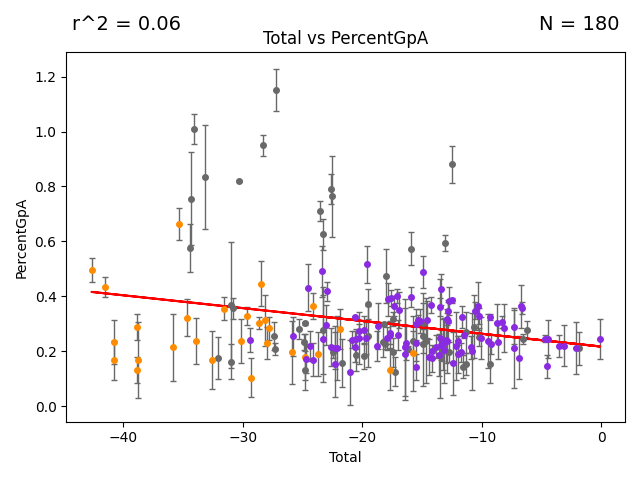 r^2 = 0.06
N = 180
Total vs PercentGpA
PercentGpA
1.2
1.0
0.8
0.6
0.4
0.2
0.0
−40
−30
−20
−10
0
Total